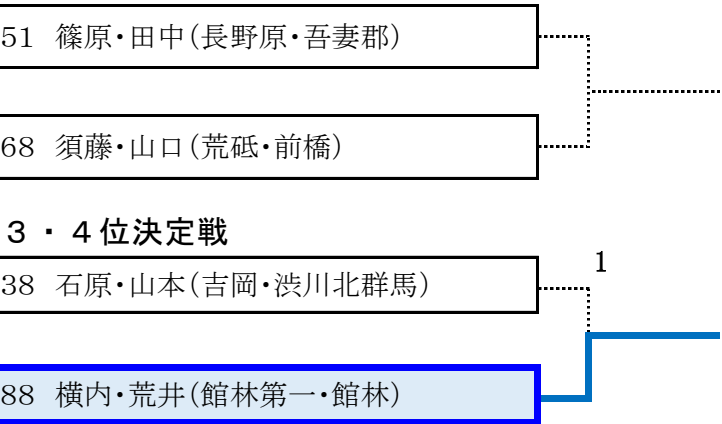 51 篠原・田中(長野原・吾妻郡)
68 須藤・山口(荒砥・前橋)
３・４位決定戦
1
38 石原・山本(吉岡・渋川北群馬)
88 横内・荒井(館林第一・館林)